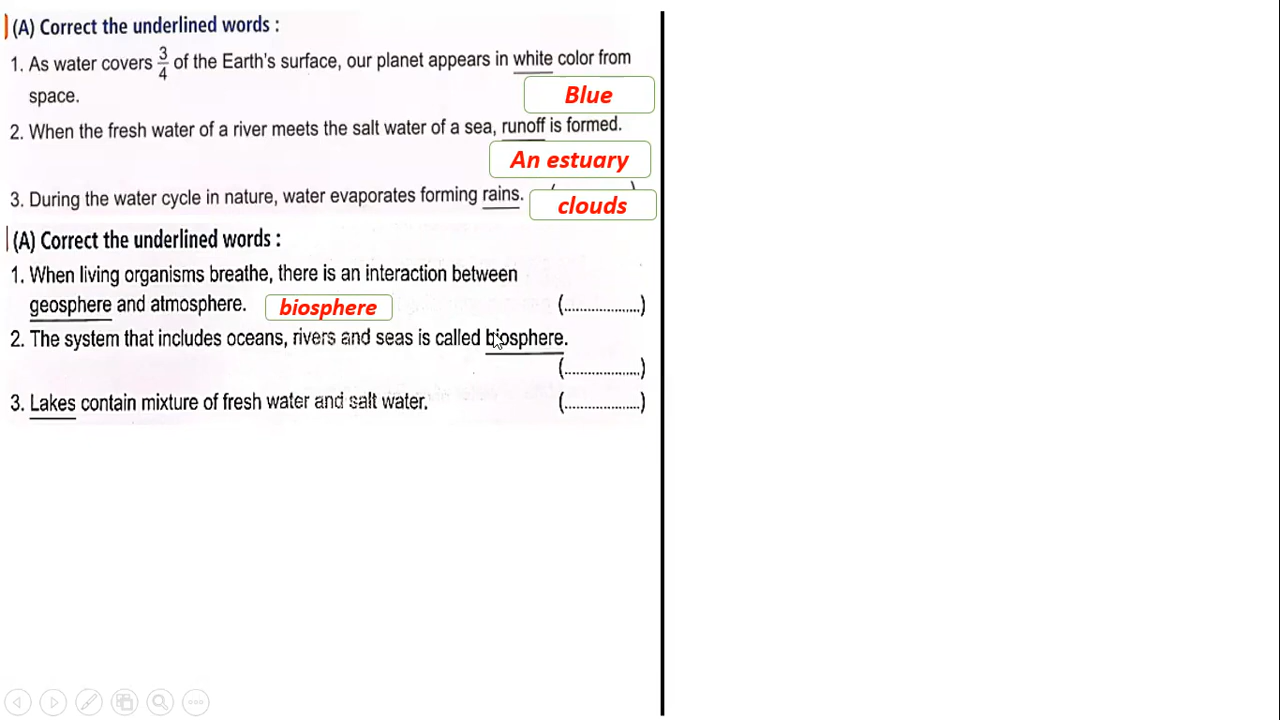 (A) Correct the underlined words :
1. As water covers 3/4 of the Earth's surface, our planet appears in white color from
space.
Blue
2. When the fresh water of a river meets the salt water of a sea, runoff is formed.
An estuary
3. During the water cycle in nature, water evaporates forming rains.
clouds
(A) Correct the underlined words :
1. When living organisms breathe, there is an interaction between
geosphere and atmosphere. biosphere (....................)
2. The system that includes oceans, rivers and seas is called biosphere.
(....................)
3. Lakes contain mixture of fresh water and salt water. (....................)